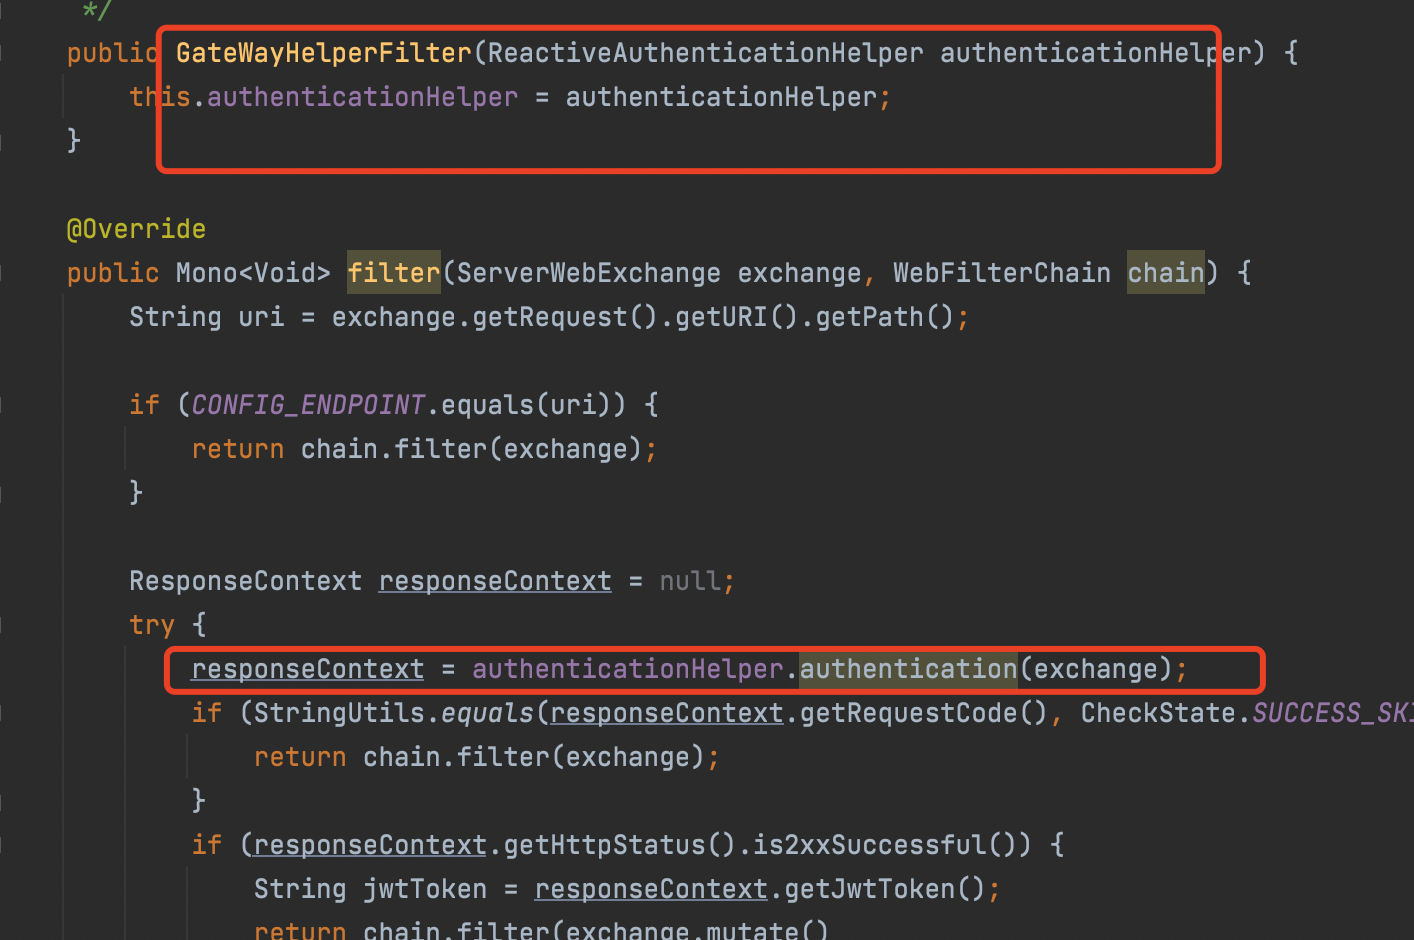 */
public GateWayHelperFilter(ReactiveAuthenticationHelper authenticationHelper) {
this.authenticationHelper = authenticationHelper;
}
@Override
public Mono<Void> filter(ServerWebExchange exchange, WebFilterChain chain) {
String uri = exchange.getRequest().getURI().getPath();
if (CONFIG_ENDPOINT.equals(uri)) {
return chain.filter(exchange);
}
ResponseContext responseContext = null;
try {
responseContext = authenticationHelper.authentication(exchange);
if (StringUtils.equals(responseContext.getRequestCode(), CheckState.SUCCESS_SKI
return chain.filter(exchange);
}
if (responseContext.getHttpStatus().is2xxSuccessful()) {
String jwtToken = responseContext.getJwtToken();
return chain.filter(exchange.mutate()